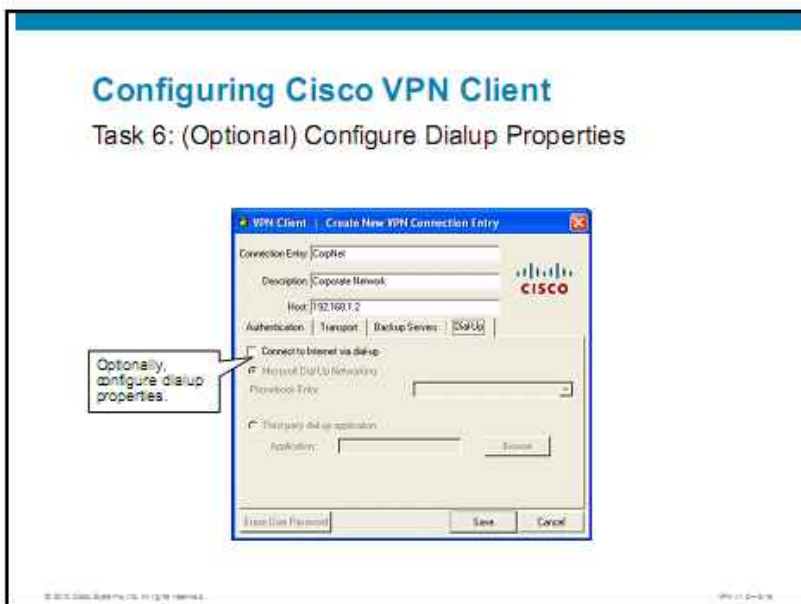 Configuring Cisco VPN Client
Task 6: (Optional) Configure Dialup Properties
VPN Client | Create New VPN Connection Entry
Connection Entry: CorpNet
Description: Corporate Network
Host: 192.168.1.2
CISCO
Authentication Transport Backup Servers Dial-Up
Connect to Internet via dial-up
Microsoft Dial-Up Networking
Phonebook Entry:
Third party dial-up application
Application: Browse
Optionally,
configure dialup
properties.
Erase User Password Save Cancel